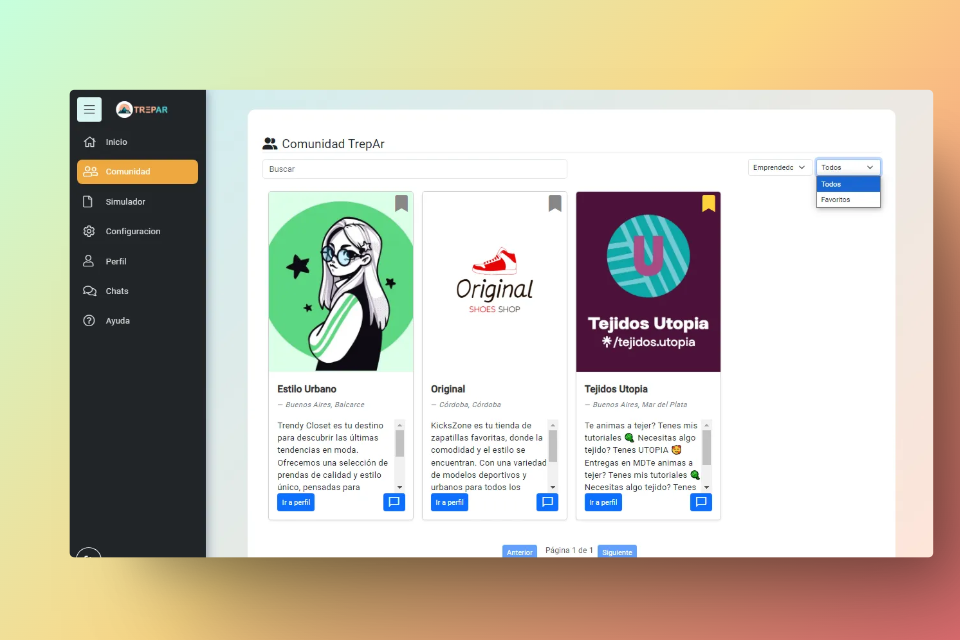 TREPAR
Inicio
Comunidad
Simulador
Configuracion
Perfil
Chats
Ayuda
Comunidad TrepAr
Buscar
Emprendedc
Todos
Todos
Favoritos
Estilo Urbano
– Buenos Aires, Balcarce
Trendy Closet es tu destino
para descubrir las últimas
tendencias en moda.
Ofrecemos una selección de
prendas de calidad y estilo
único, pensadas para
Ir a perfil
Original
SHOES SHOP
Original
– Córdoba, Córdoba
KicksZone es tu tienda de
zapatillas favoritas, donde la
comodidad y el estilo se
encuentran. Con una variedad
de modelos deportivos y
urbanos para todos los
Ir a perfil
U
Tejidos Utopia
/tejidos.utopia
Tejidos Utopia
– Buenos Aires, Mar del Plata
Te animas a tejer? Tenes mis
tutoriales 🧶 Necesitas algo
tejido? Tenes UTOPIA 🥰
Entregas en MDTe animas a
tejer? Tenes mis tutoriales 🧶
Necesitas algo tejido? Tenes
Ir a perfil
Anterior
Página 1 de 1
Siguiente